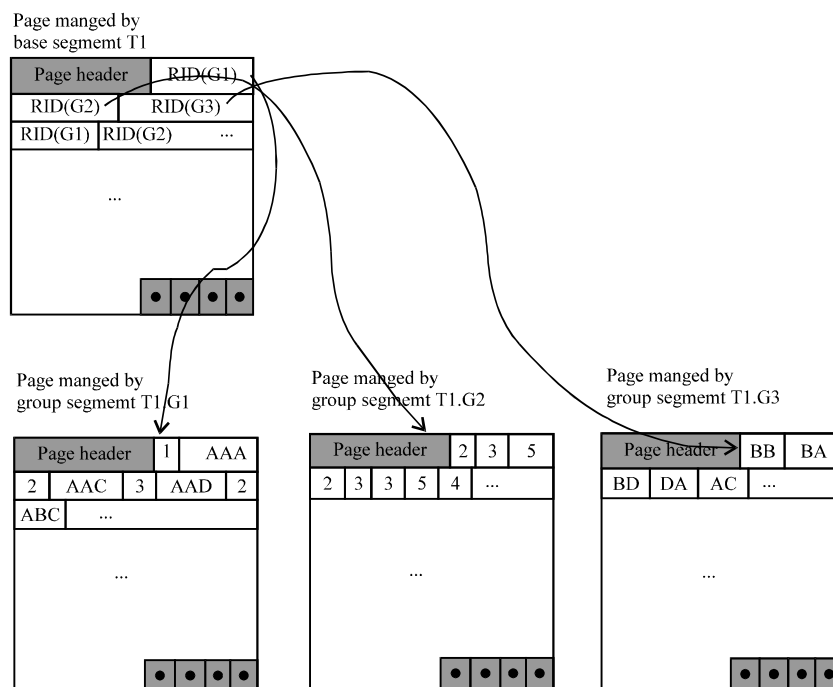 Page manged by
base segmemt T1
Page header RID(G1)
RID(G2) RID(G3)
RID(G1) RID(G2) ...
...
Page manged by
group segmemt T1.G1
Page header 1 AAA
2 AAC 3 AAD 2
ABC ...
...
Page manged by
group segmemt T1.G2
Page header 2 3 5
2 3 3 5 4 ...
...
Page manged by
group segmemt T1.G3
Page header BB BA
BD DA AC ...
...